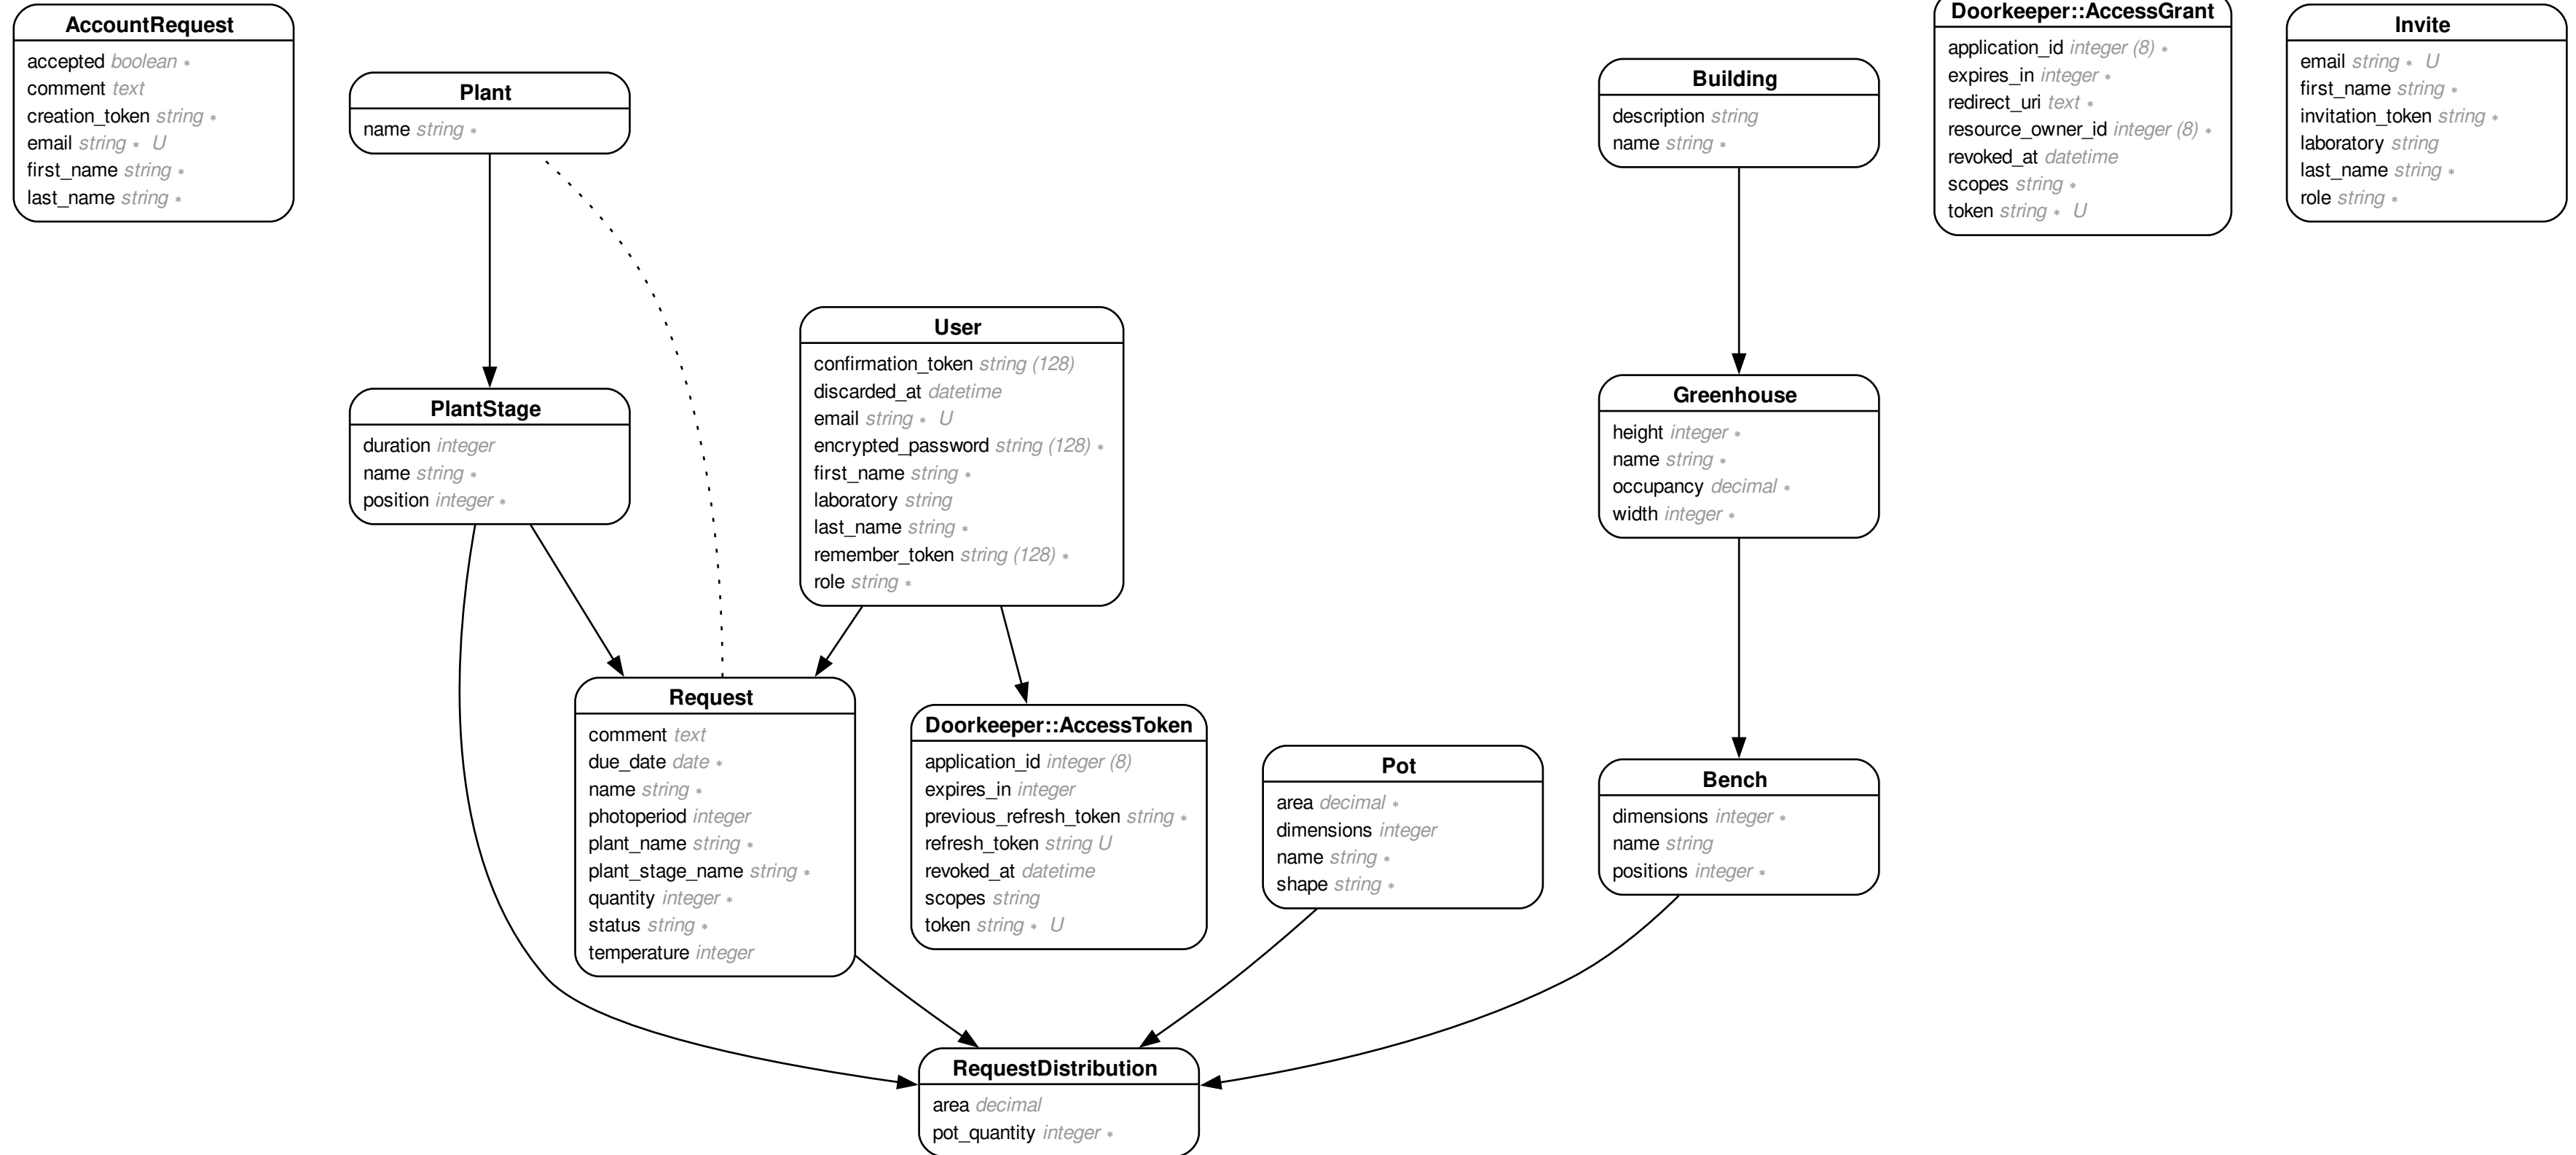 AccountRequest
accepted boolean *
comment text
creation_token string *
email string * U
first_name string *
last_name string *
Plant
name string *
PlantStage
duration integer
name string *
position integer *
User
confirmation_token string (128)
discarded_at datetime
email string * U
encrypted_password string (128) *
first_name string *
laboratory string
last_name string *
remember_token string (128) *
role string *
Request
comment text
due_date date *
name string *
photoperiod integer
plant_name string *
plant_stage_name string *
quantity integer *
status string *
temperature integer
Doorkeeper::AccessToken
application_id integer (8)
expires_in integer
previous_refresh_token string *
refresh_token string U
revoked_at datetime
scopes string
token string * U
Pot
area decimal *
dimensions integer
name string *
shape string *
Building
description string
name string *
Greenhouse
height integer *
name string *
occupancy decimal *
width integer *
Bench
dimensions integer *
name string
positions integer *
RequestDistribution
area decimal
pot_quantity integer *
Doorkeeper::AccessGrant
application_id integer (8) *
expires_in integer *
redirect_uri text *
resource_owner_id integer (8) *
revoked_at datetime
scopes string *
token string * U
Invite
email string * U
first_name string *
invitation_token string *
laboratory string
last_name string *
role string *